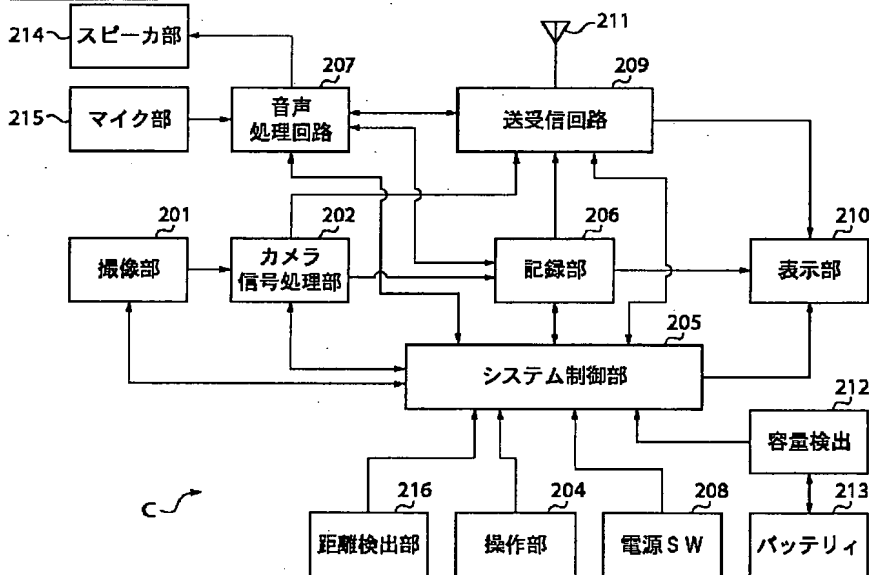 214
スピーカ部
211
207
209
215
マイク部
音声
処理回路
送受信回路
201
202
206
210
撮像部
カメラ
信号処理部
記録部
表示部
205
システム制御部
212
容量検出
C
216
204
208
213
距離検出部
操作部
電源SW
バッテリィ